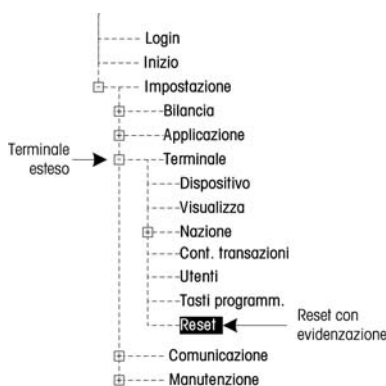 Login
Inizio
Impostazione
Bilancia
Applicazione
Terminale
esteso
Terminale
Dispositivo
Visualizza
Nazione
Cont. transazioni
Utenti
Tasti programm.
Reset
Reset con
evidenzazione
Comunicazione
Manutenzione